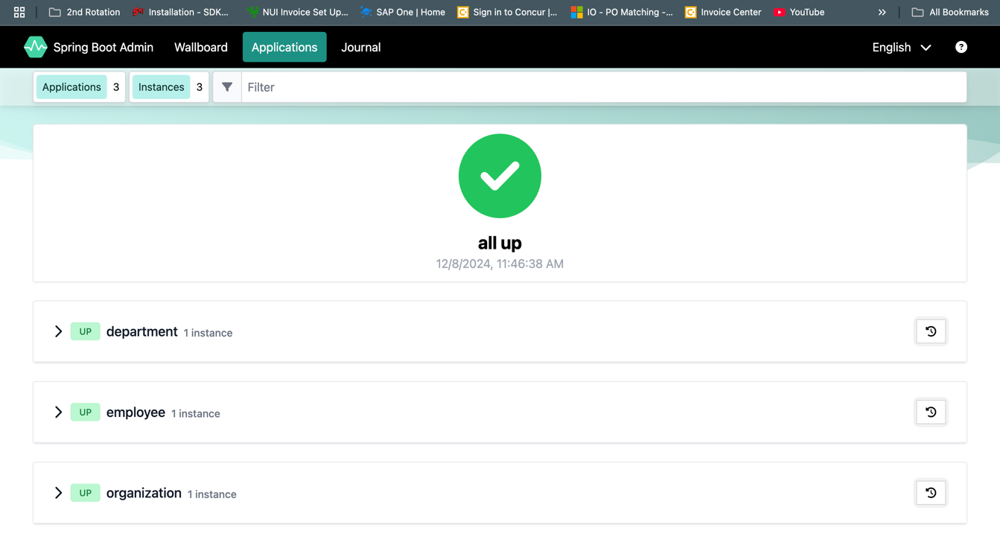 2nd Rotation Installation - SDK... NUI Invoice Set Up... SAP One | Home Sign in to Concur |... IO - PO Matching -... Invoice Center YouTube » All Bookmarks
Spring Boot Admin Wallboard Applications Journal English ?
Applications 3 Instances 3 Filter
all up
12/8/2024, 11:46:38 AM
UP department 1 instance
UP employee 1 instance
UP organization 1 instance